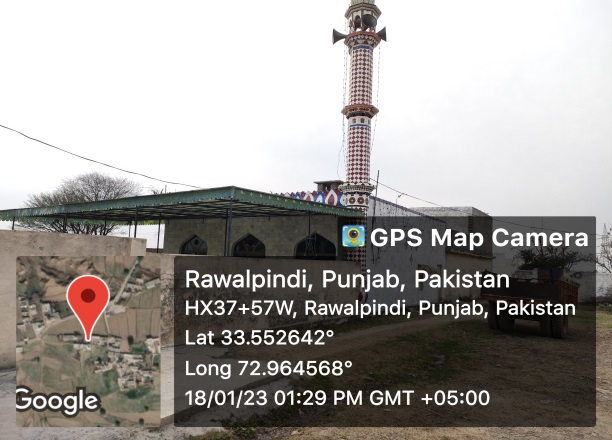 GPS Map Camera
Rawalpindi, Punjab, Pakistan
HX37+57W, Rawalpindi, Punjab, Pakistan
Lat 33.552642°
Long 72.964568°
18/01/23 01:29 PM GMT +05:00
Google